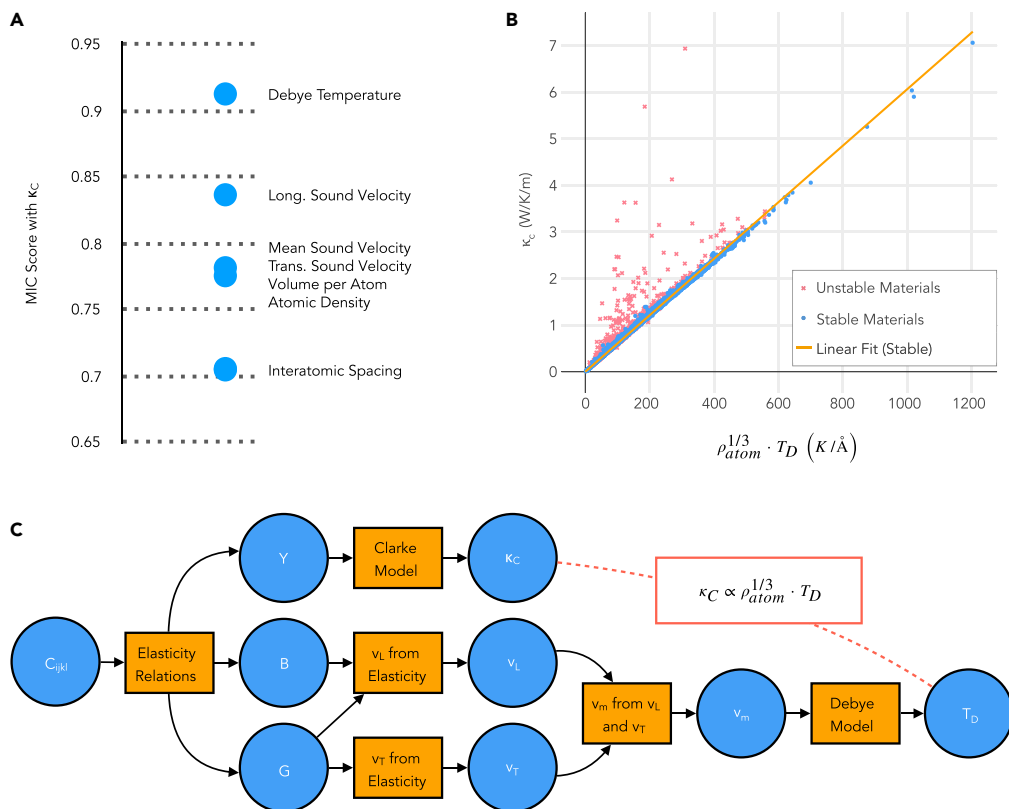 A
MIC Score with κC
0.95
0.9
0.85
0.8
0.75
0.7
0.65
Debye Temperature
Long. Sound Velocity
Mean Sound Velocity
Trans. Sound Velocity
Volume per Atom
Atomic Density
Interatomic Spacing
B
κc (W/K/m)
7
6
5
4
3
2
1
0
0
200
400
600
800
1000
1200
Unstable Materials
Stable Materials
Linear Fit (Stable)
ρatom^1/3 · TD (K/Å)
C
Cijkl
Elasticity
Relations
Y
Clarke
Model
κC
B
vL from
Elasticity
vL
G
vT from
Elasticity
vT
vm from vL
and vT
vm
Debye
Model
TD
κC ∝ ρatom^1/3 · TD